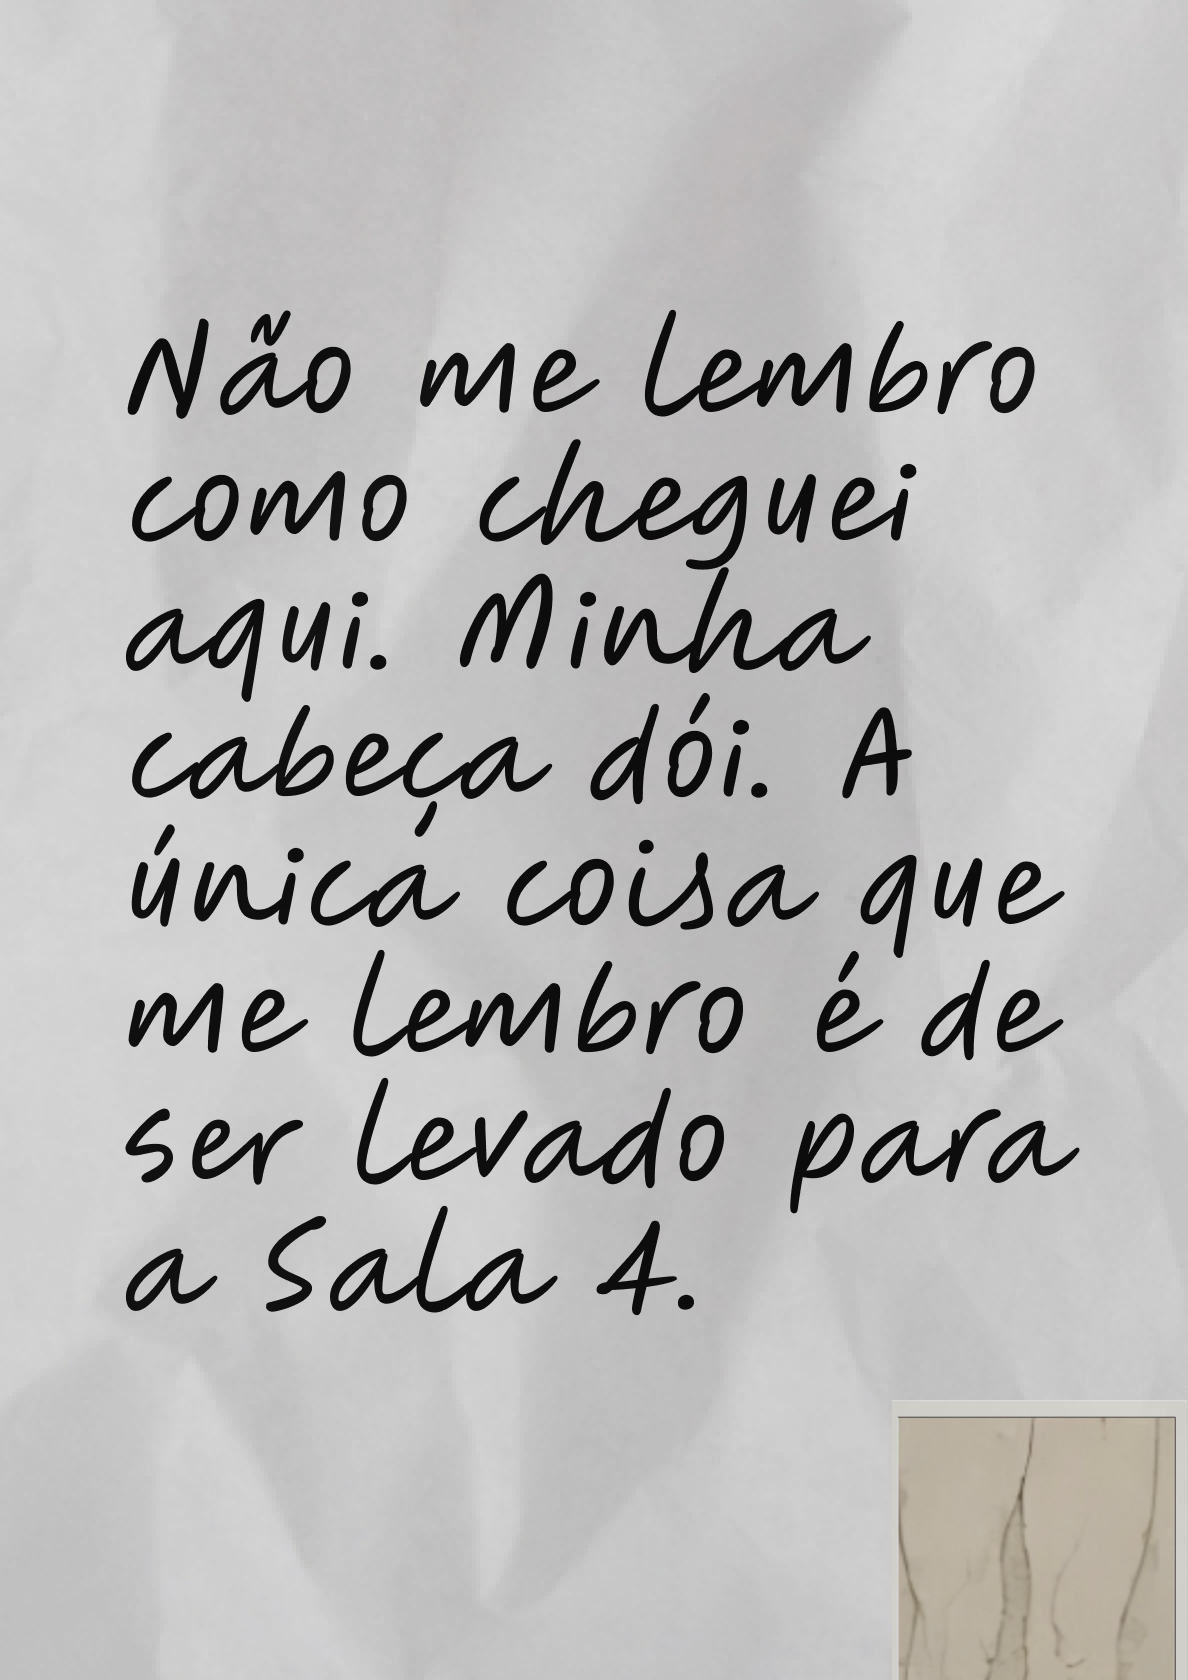 Não me lembro
como cheguei
aqui. Minha
cabeça dói. A
única coisa que
me lembro é de
ser levado para
a Sala 4.